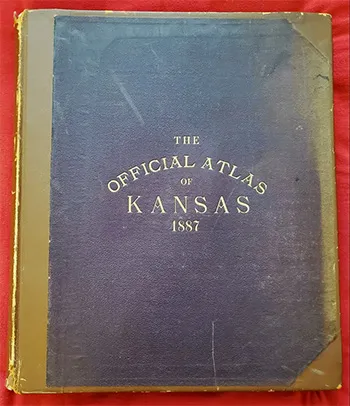 THE
OFFICIAL ATLAS
OF
KANSAS
1887